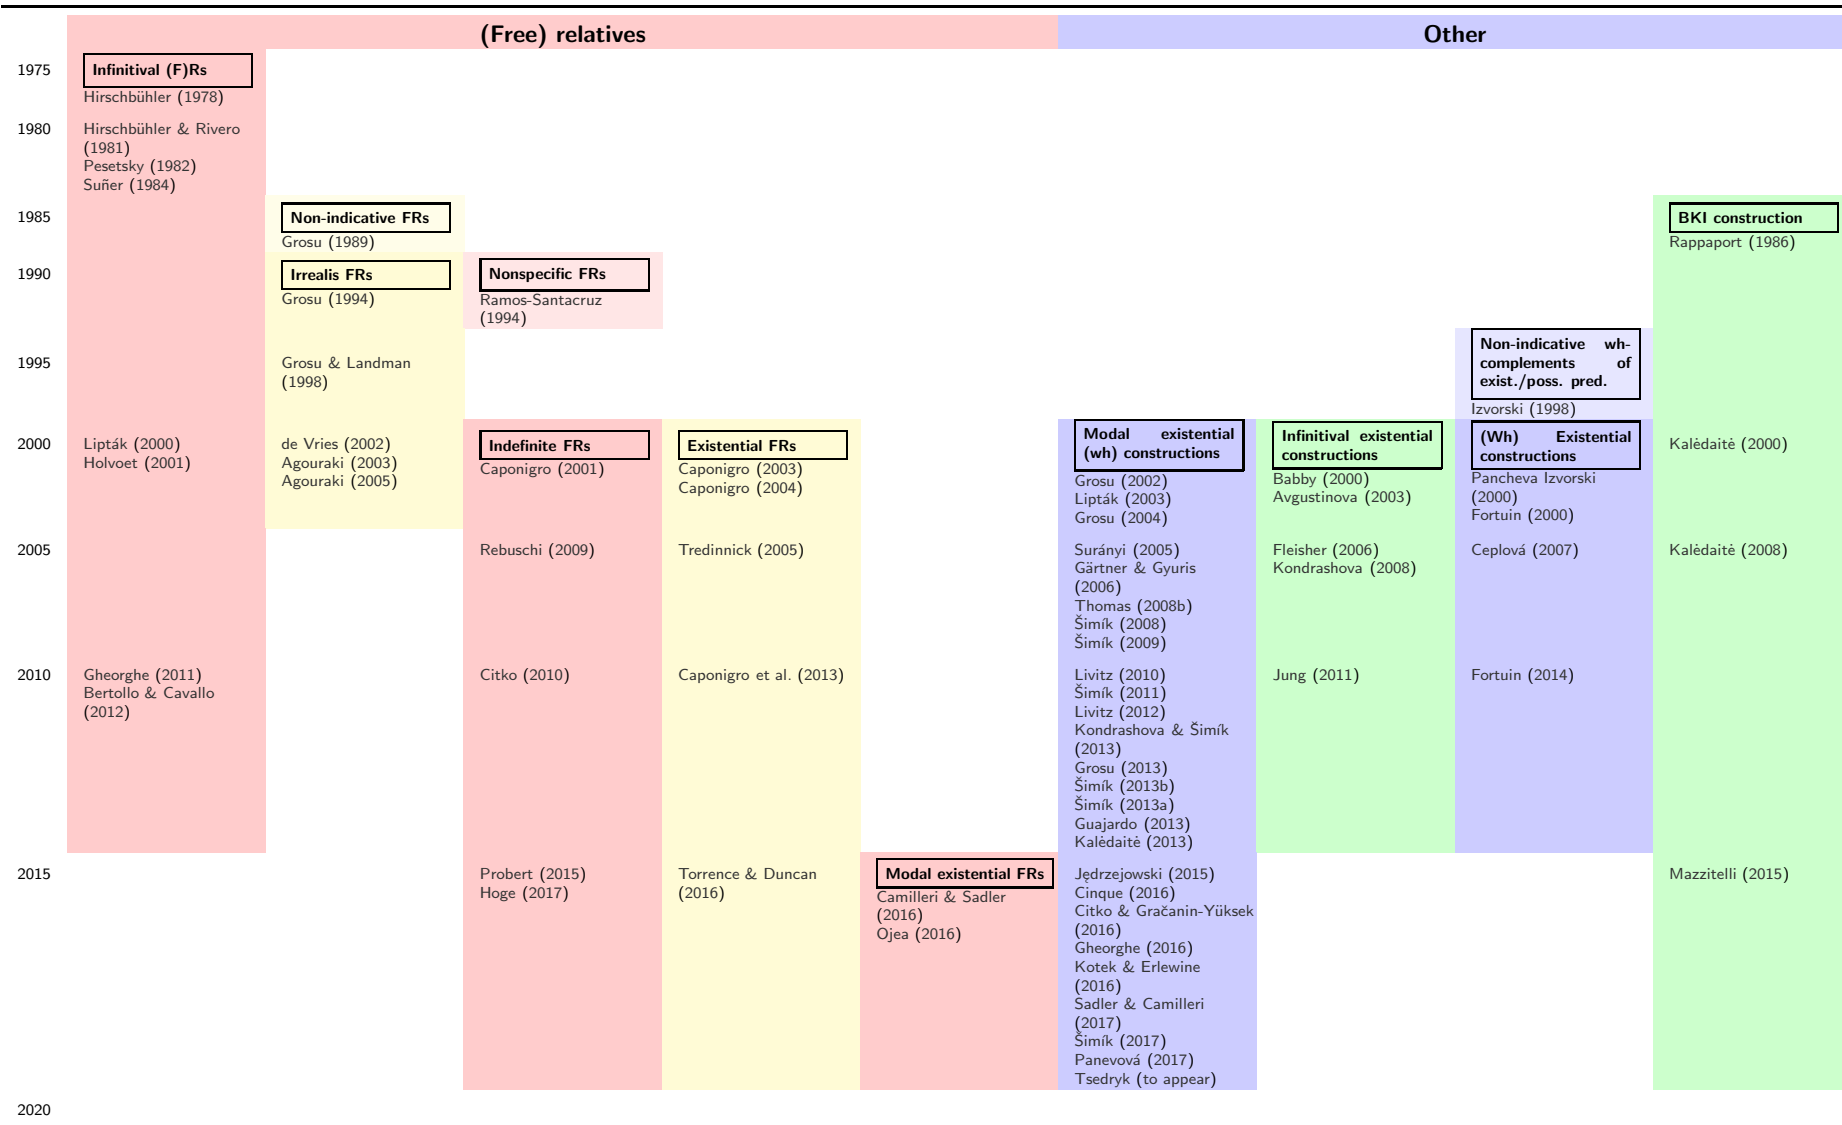 (Free) relatives
Other
1975
Infinitival (F)Rs
Hirschbühler (1978)
1980
Hirschbühler & Rivero
(1981)
Pesetsky (1982)
Suñer (1984)
1985
Non-indicative FRs
Grosu (1989)
BKI construction
Rappaport (1986)
1990
Irrealis FRs
Grosu (1994)
Nonspecific FRs
Ramos-Santacruz
(1994)
1995
Grosu & Landman
(1998)
Non-indicative wh-
complements of
exist./poss. pred.
Izvorski (1998)
2000
Lipták (2000)
Holvoet (2001)
de Vries (2002)
Agouraki (2003)
Agouraki (2005)
Indefinite FRs
Caponigro (2001)
Existential FRs
Caponigro (2003)
Caponigro (2004)
Modal existential
(wh) constructions
Grosu (2002)
Lipták (2003)
Grosu (2004)
Infinitival existential
constructions
Babby (2000)
Avgustinova (2003)
(Wh) Existential
constructions
Pancheva Izvorski
(2000)
Fortuin (2000)
Kalėdaitė (2000)
2005
Rebuschi (2009)
Tredinnick (2005)
Surányi (2005)
Gärtner & Gyuris
(2006)
Thomas (2008b)
Šimík (2008)
Šimík (2009)
Fleisher (2006)
Kondrashova (2008)
Ceplová (2007)
Kalėdaitė (2008)
2010
Gheorghe (2011)
Bertollo & Cavallo
(2012)
Citko (2010)
Caponigro et al. (2013)
Livitz (2010)
Šimík (2011)
Livitz (2012)
Kondrashova & Šimík
(2013)
Grosu (2013)
Šimík (2013b)
Šimík (2013a)
Guajardo (2013)
Kalėdaitė (2013)
Jung (2011)
Fortuin (2014)
2015
Probert (2015)
Hoge (2017)
Torrence & Duncan
(2016)
Modal existential FRs
Camilleri & Sadler
(2016)
Ojea (2016)
Jędrzejowski (2015)
Cinque (2016)
Citko & Gračanin-Yüksek
(2016)
Gheorghe (2016)
Kotek & Erlewine
(2016)
Sadler & Camilleri
(2017)
Šimík (2017)
Panevová (2017)
Tsedryk (to appear)
Mazzitelli (2015)
2020